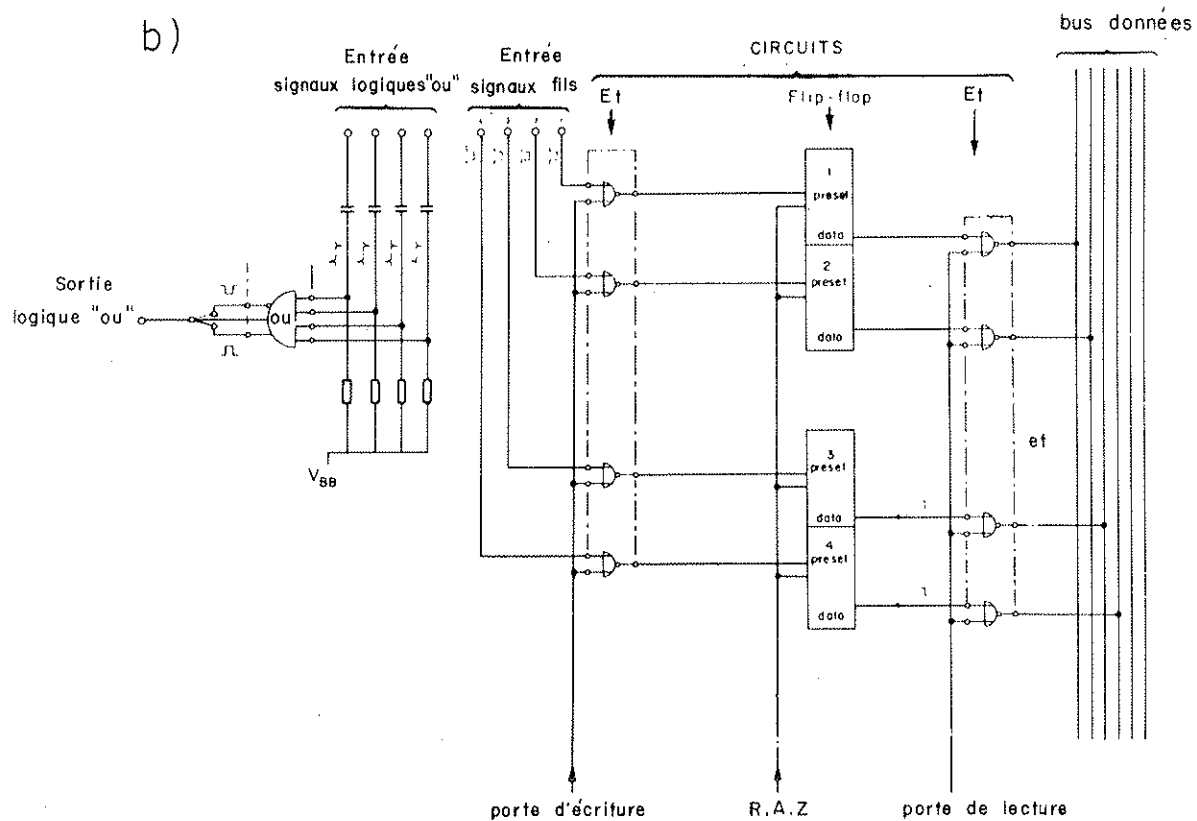 b)
bus données
Entrée
signaux logiques"ou"
Entrée
signaux fils
CIRCUITS
Et
Flip-flop
Et
1
preset
data
2
preset
data
Sortie
logique "ou"
ou
V_BB
3
preset
data
4
preset
data
et
porte d'écriture
R.A.Z
porte de lecture